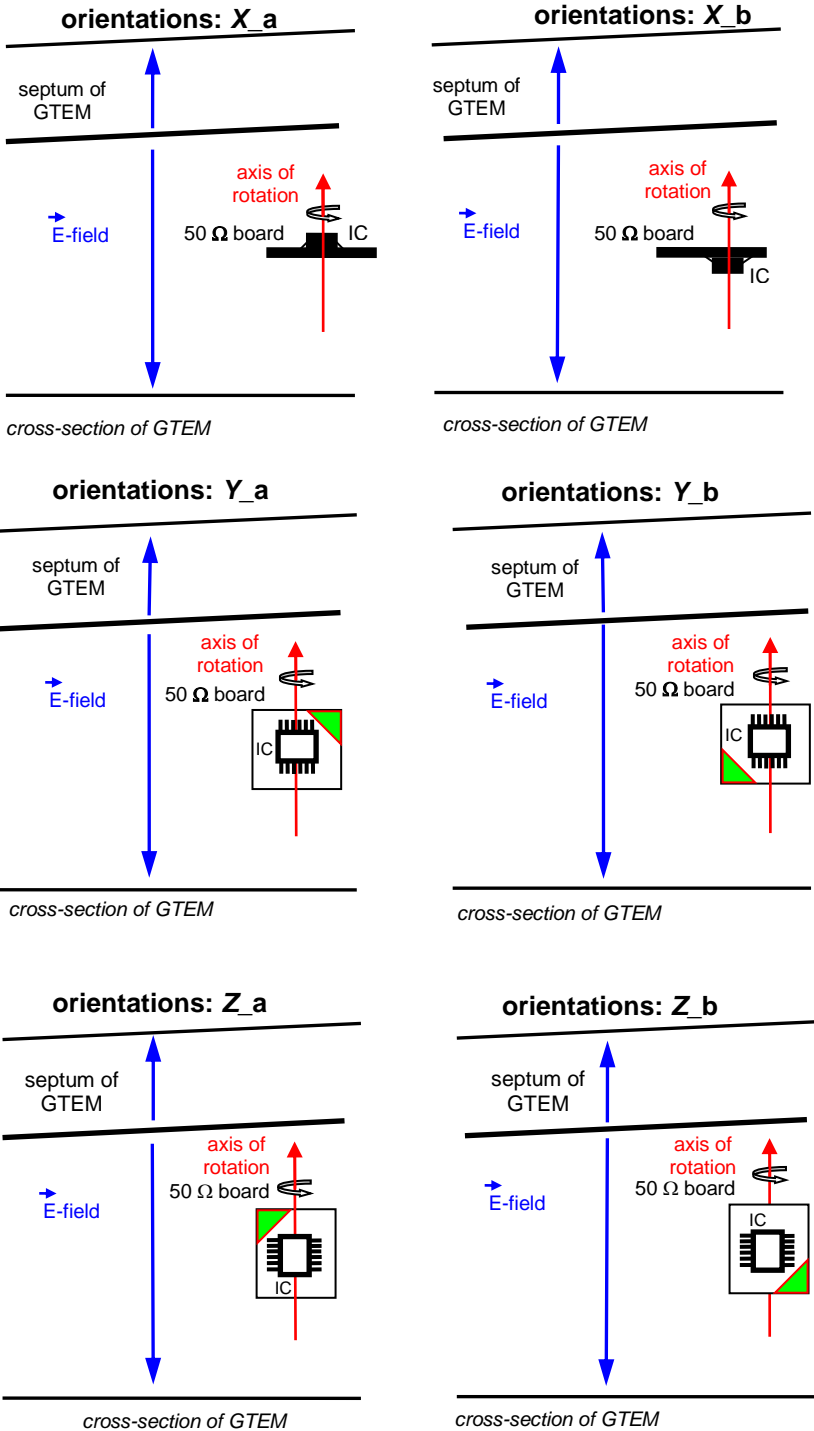 orientations: X_a
septum of
GTEM
axis of
rotation
E-field
50 Ω board
IC
cross-section of GTEM
orientations: X_b
septum of
GTEM
axis of
rotation
E-field
50 Ω board
IC
cross-section of GTEM
orientations: Y_a
septum of
GTEM
axis of
rotation
E-field
50 Ω board
IC
cross-section of GTEM
orientations: Y_b
septum of
GTEM
axis of
rotation
E-field
50 Ω board
IC
cross-section of GTEM
orientations: Z_a
septum of
GTEM
axis of
rotation
50 Ω board
E-field
IC
cross-section of GTEM
orientations: Z_b
septum of
GTEM
axis of
rotation
50 Ω board
E-field
IC
cross-section of GTEM